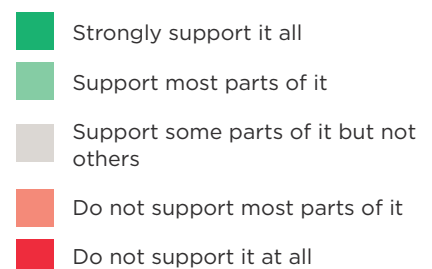 Strongly support it all
Support most parts of it
Support some parts of it but not
others
Do not support most parts of it
Do not support it at all